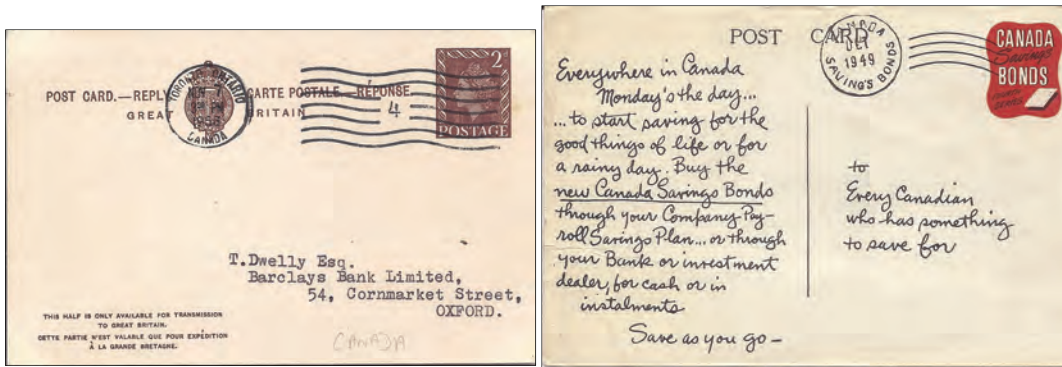 POST CARD.—REPLY CARTE POSTALE—RÉPONSE
GREAT BRITAIN
TORONTO ONTARIO
PM
CANADA
4
2
POSTAGE
T.Dwelly Esq.
Barclays Bank Limited,
54, Cornmarket Street,
OXFORD.
THIS HALF IS ONLY AVAILABLE FOR TRANSMISSION
TO GREAT BRITAIN.
CETTE PARTIE N'EST VALABLE QUE POUR EXPÉDITION
À LA GRANDE BRETAGNE.
CANADA
POST CARD
CANADA
OCT
1949
SAVING'S BONDS
CANADA
Savings
BONDS
FOURTH
SERIES
Everywhere in Canada
Monday's the day...
...to start saving for the
good things of life or for
a rainy day. Buy the
new Canada Savings Bonds
through your Company Pay-
roll Savings Plan... or through
your Bank or investment
dealer, for cash or in
instalments
Save as you go—
to
Every Canadian
who has something
to save for